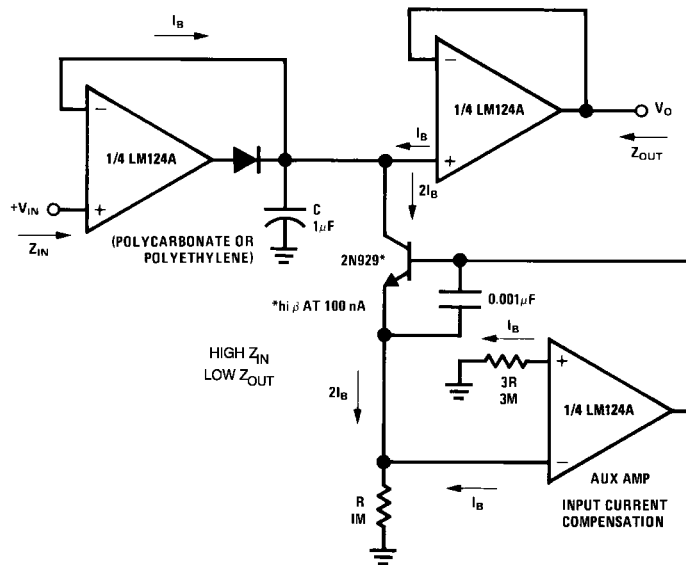 I_B
−
1/4 LM124A
+
+V_IN
Z_IN
C
1µF
(POLYCARBONATE OR
POLYETHYLENE)
−
1/4 LM124A
+
I_B
V_O
Z_OUT
2I_B
2N929*
*hi β AT 100 nA
0.001µF
HIGH Z_IN
LOW Z_OUT
I_B
3R
3M
+
1/4 LM124A
−
2I_B
I_B
R
1M
AUX AMP
INPUT CURRENT
COMPENSATION